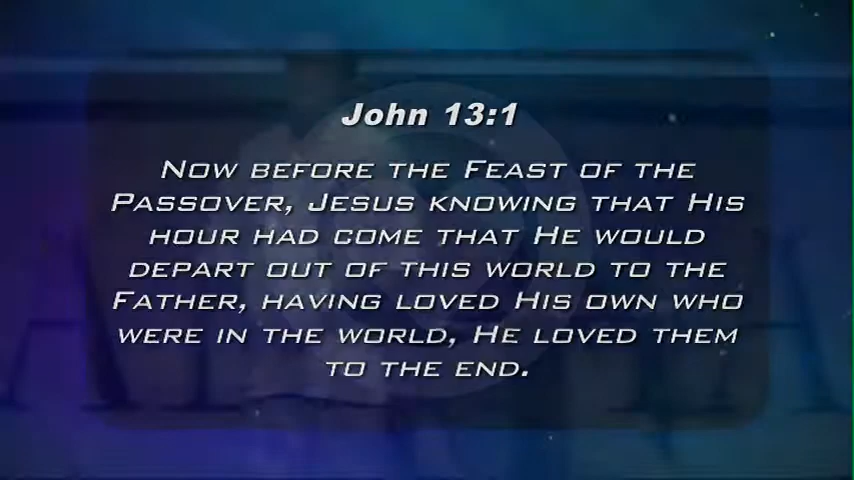 John 13:1
Now before the Feast of the
Passover, Jesus knowing that His
hour had come that He would
depart out of this world to the
Father, having loved His own who
were in the world, He loved them
to the end.